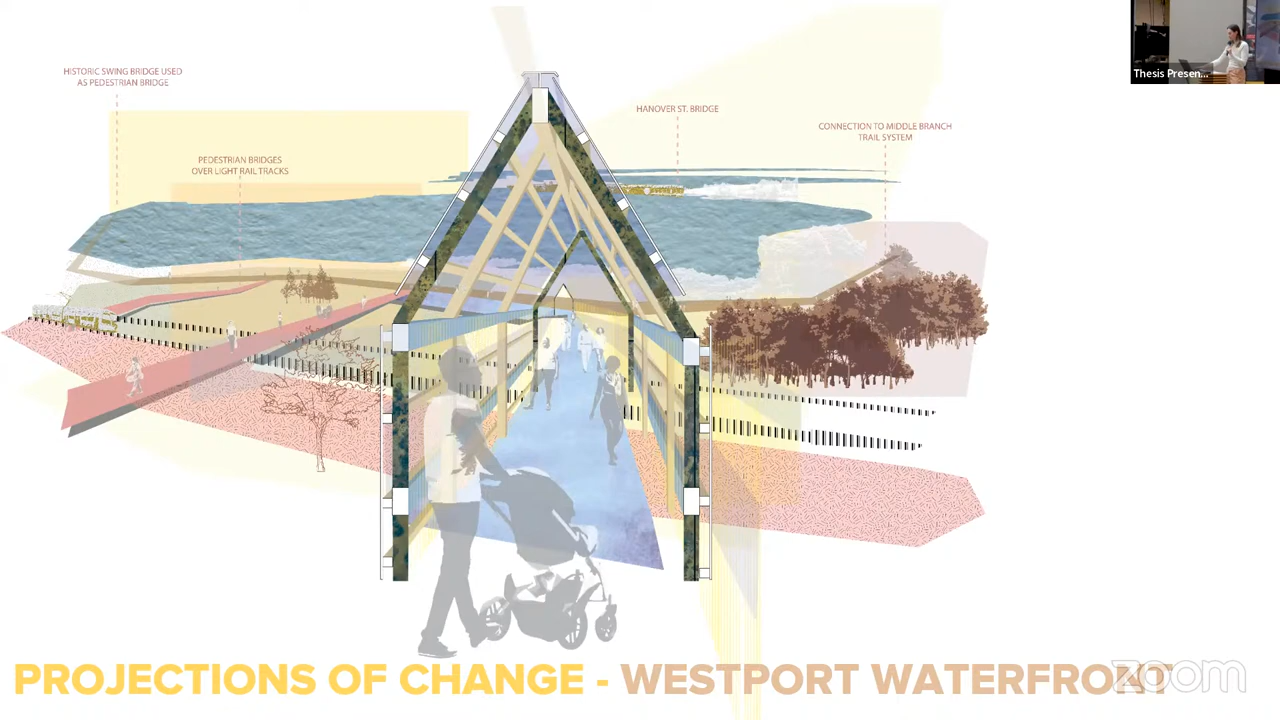 Thesis Presen...
HISTORIC SWING BRIDGE USED
AS PEDESTRIAN BRIDGE
HANOVER ST. BRIDGE
CONNECTION TO MIDDLE BRANCH
TRAIL SYSTEM
PEDESTRIAN BRIDGES
OVER LIGHT RAIL TRACKS
PROJECTIONS OF CHANGE - WESTPORT WATERFRONT
zoom